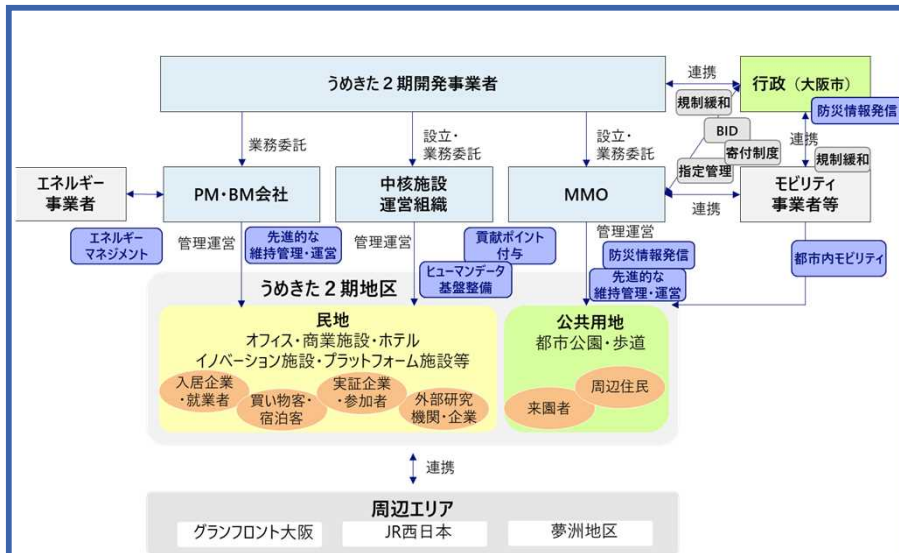 うめきた２期開発事業者
連携
行政（大阪市）
防災情報発信
規制緩和
BID
寄付制度
指定管理
連携
規制緩和
業務委託
設立・
業務委託
設立・
業務委託
エネルギー
事業者
PM・BM会社
中核施設
運営組織
MMO
連携
モビリティ
事業者等
エネルギー
マネジメント
管理運営
先進的な
維持管理・運営
管理運営
貢献ポイント
付与
ヒューマンデータ
基盤整備
管理運営
防災情報発信
先進的な
維持管理・運営
都市内モビリティ
うめきた２期地区
民地
オフィス・商業施設・ホテル
イノベーション施設・プラットフォーム施設等
入居企業
・就業者
買い物客・
宿泊客
実証企業
・参加者
外部研究
機関・企業
公共用地
都市公園・歩道
来園者
周辺住民
連携
周辺エリア
グランフロント大阪
JR西日本
夢洲地区